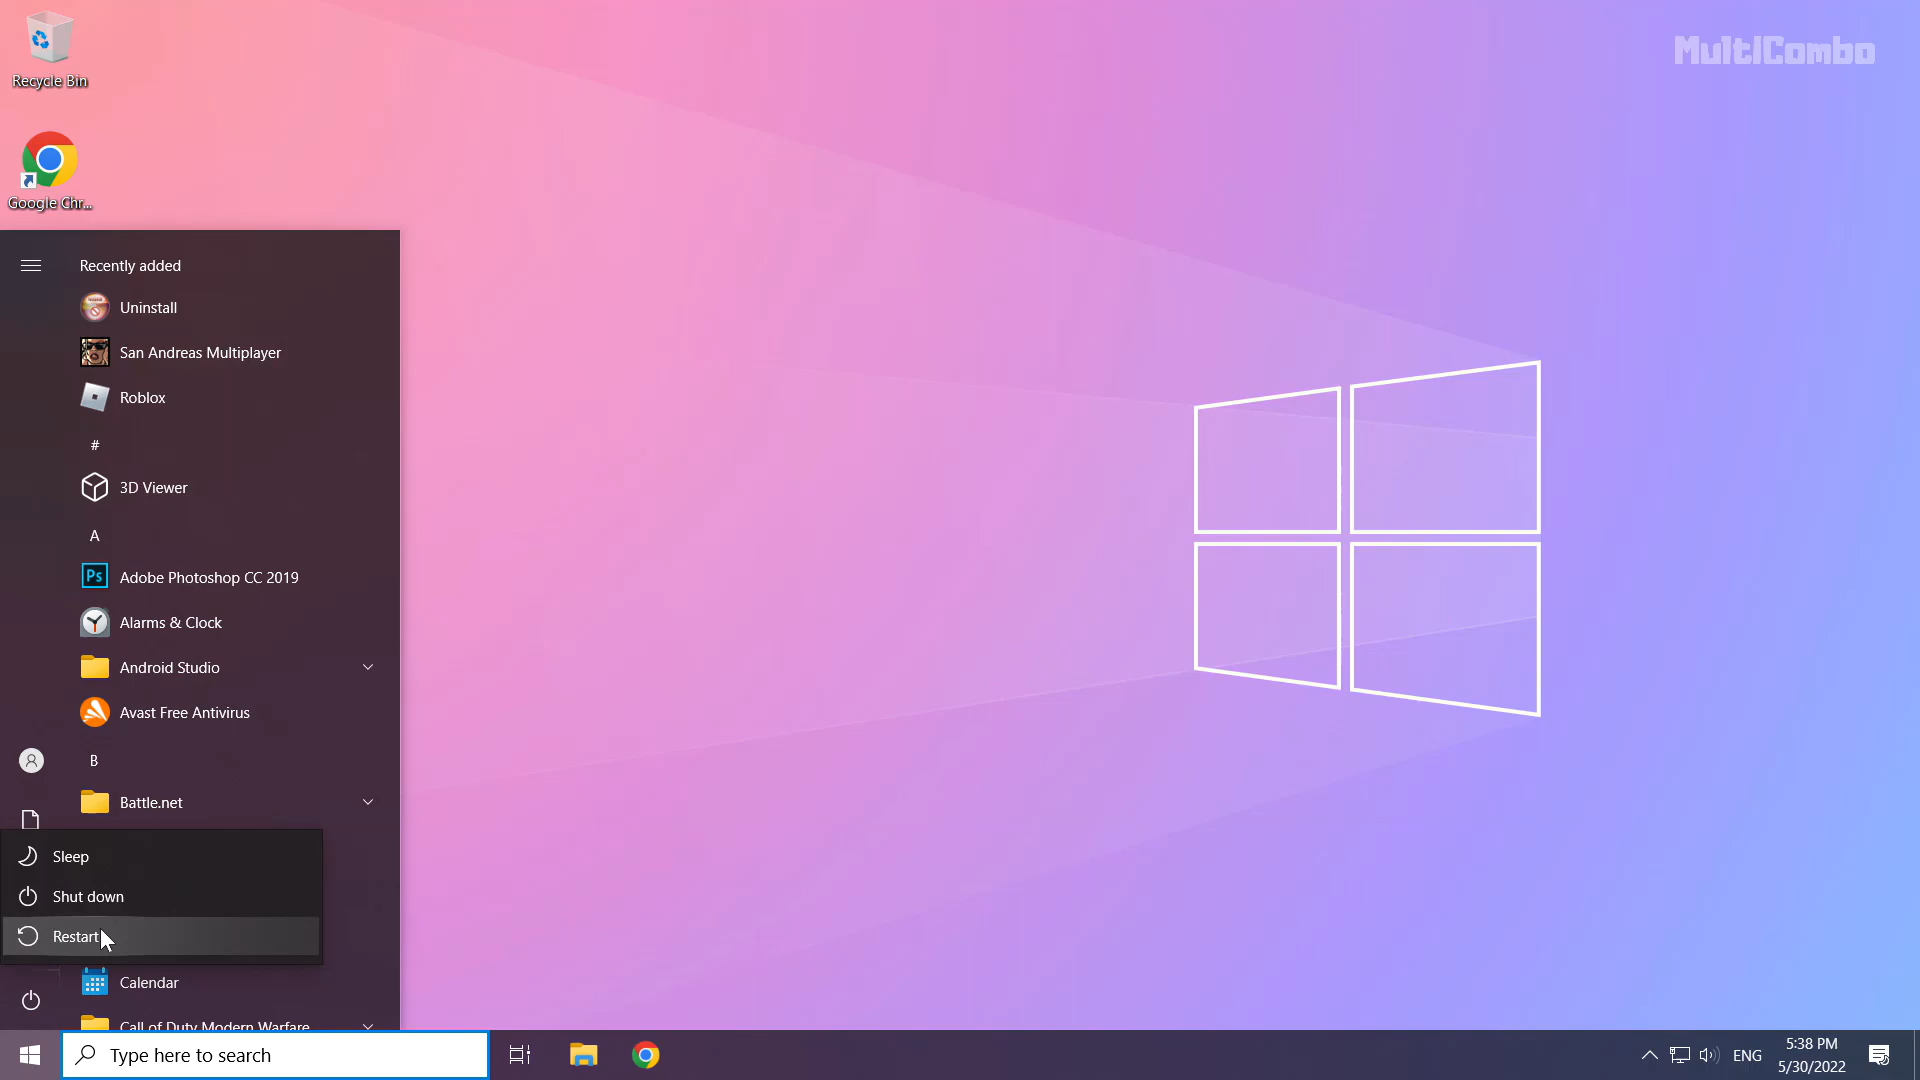 Recycle Bin
Google Chr...
MultiCombo
Recently added
Uninstall
San Andreas Multiplayer
Roblox
#
3D Viewer
A
Ps
Adobe Photoshop CC 2019
Alarms & Clock
Android Studio
Avast Free Antivirus
B
Battle.net
Sleep
Shut down
Restart
Calendar
Call of Duty Modern Warfare
Type here to search
ENG
5:38 PM
5/30/2022